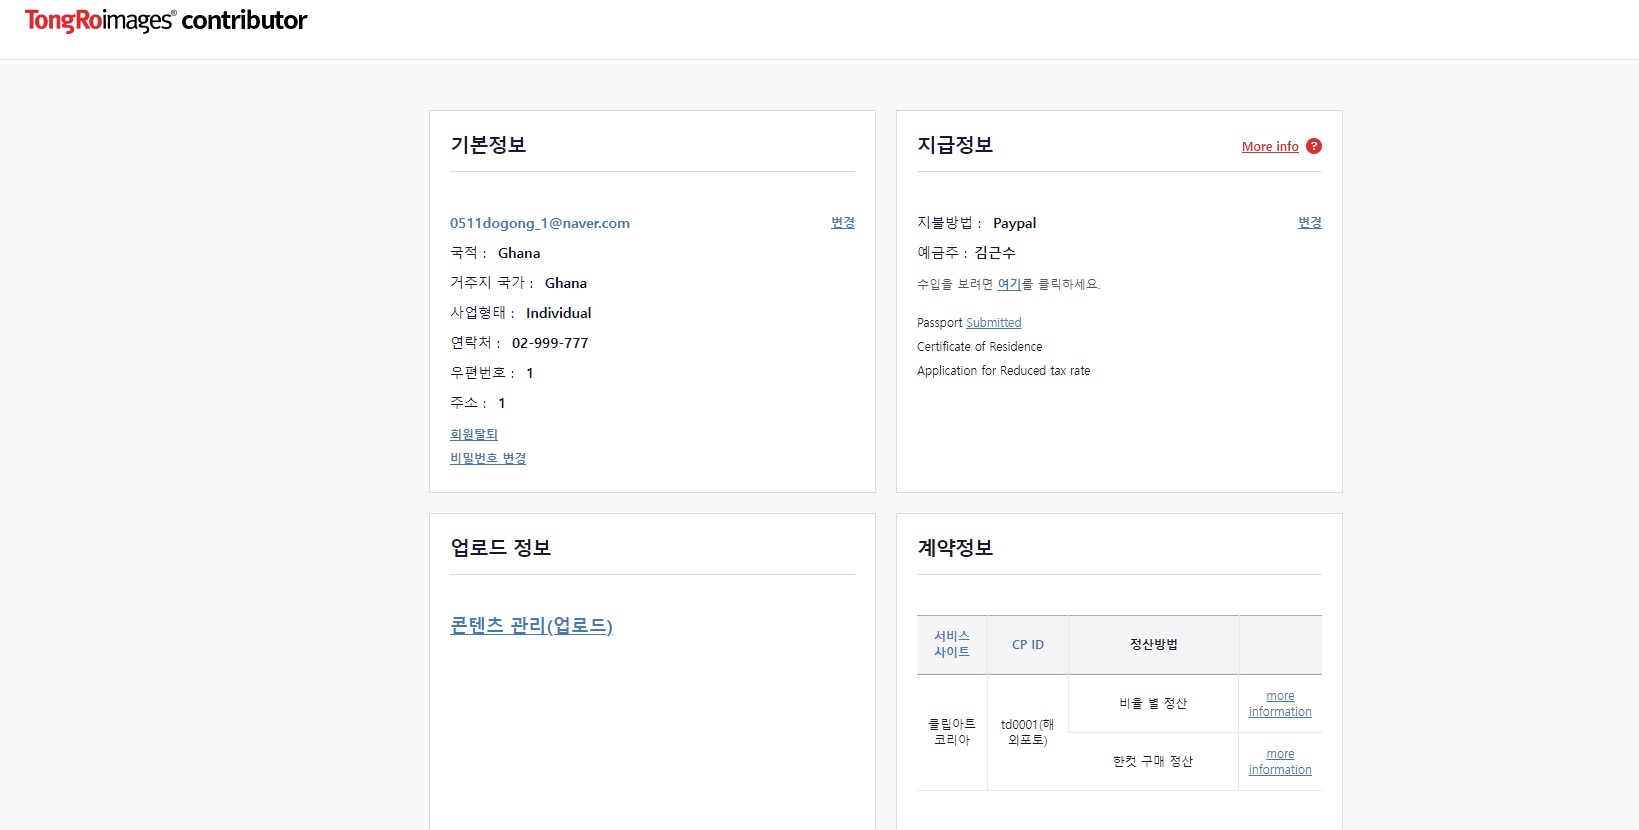 TongRoimages® contributor
기본정보
0511dogong_1@naver.com 변경
국적 : Ghana
거주지 국가 : Ghana
사업형태 : Individual
연락처 : 02-999-777
우편번호 : 1
주소 : 1
회원탈퇴
비밀번호 변경
지급정보 More info ?
지불방법 : Paypal 변경
예금주 : 김근수
수입을 보려면 여기를 클릭하세요.
Passport Submitted
Certificate of Residence
Application for Reduced tax rate
업로드 정보
콘텐츠 관리(업로드)
계약정보
서비스
사이트
CP ID
정산방법
클립아트
코리아
td0001(해
외포토)
비율 별 정산
more
information
한컷 구매 정산
more
information